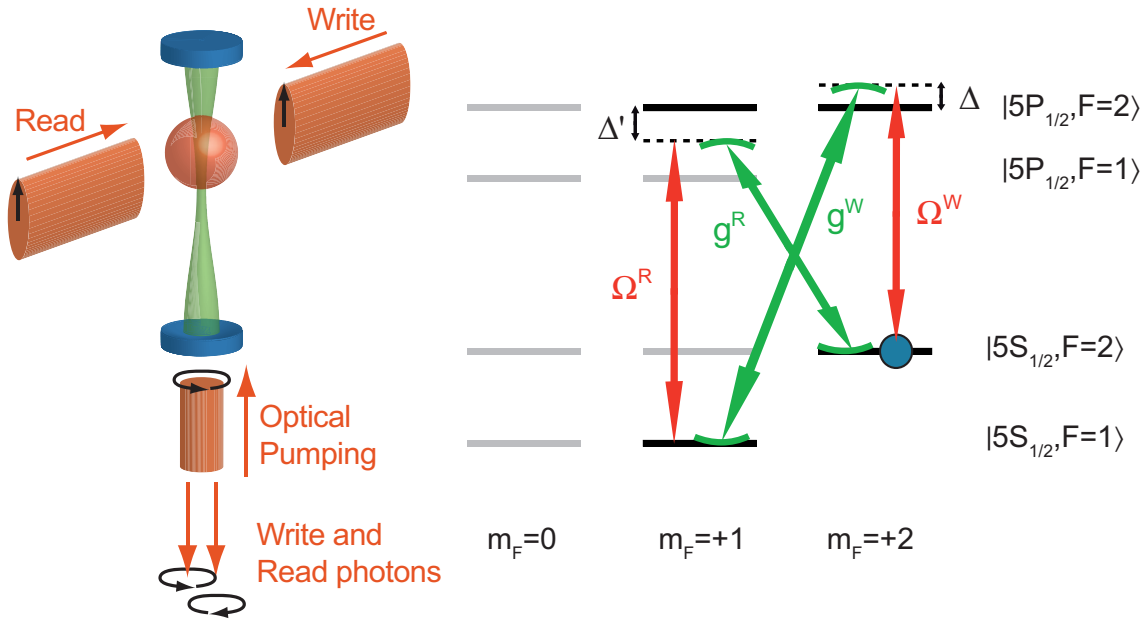 Write
Read
Optical
Pumping
Write and
Read photons
Δ'
Δ
|5P1/2,F=2⟩
|5P1/2,F=1⟩
gR
gW
ΩW
ΩR
|5S1/2,F=2⟩
|5S1/2,F=1⟩
mF=0
mF=+1
mF=+2